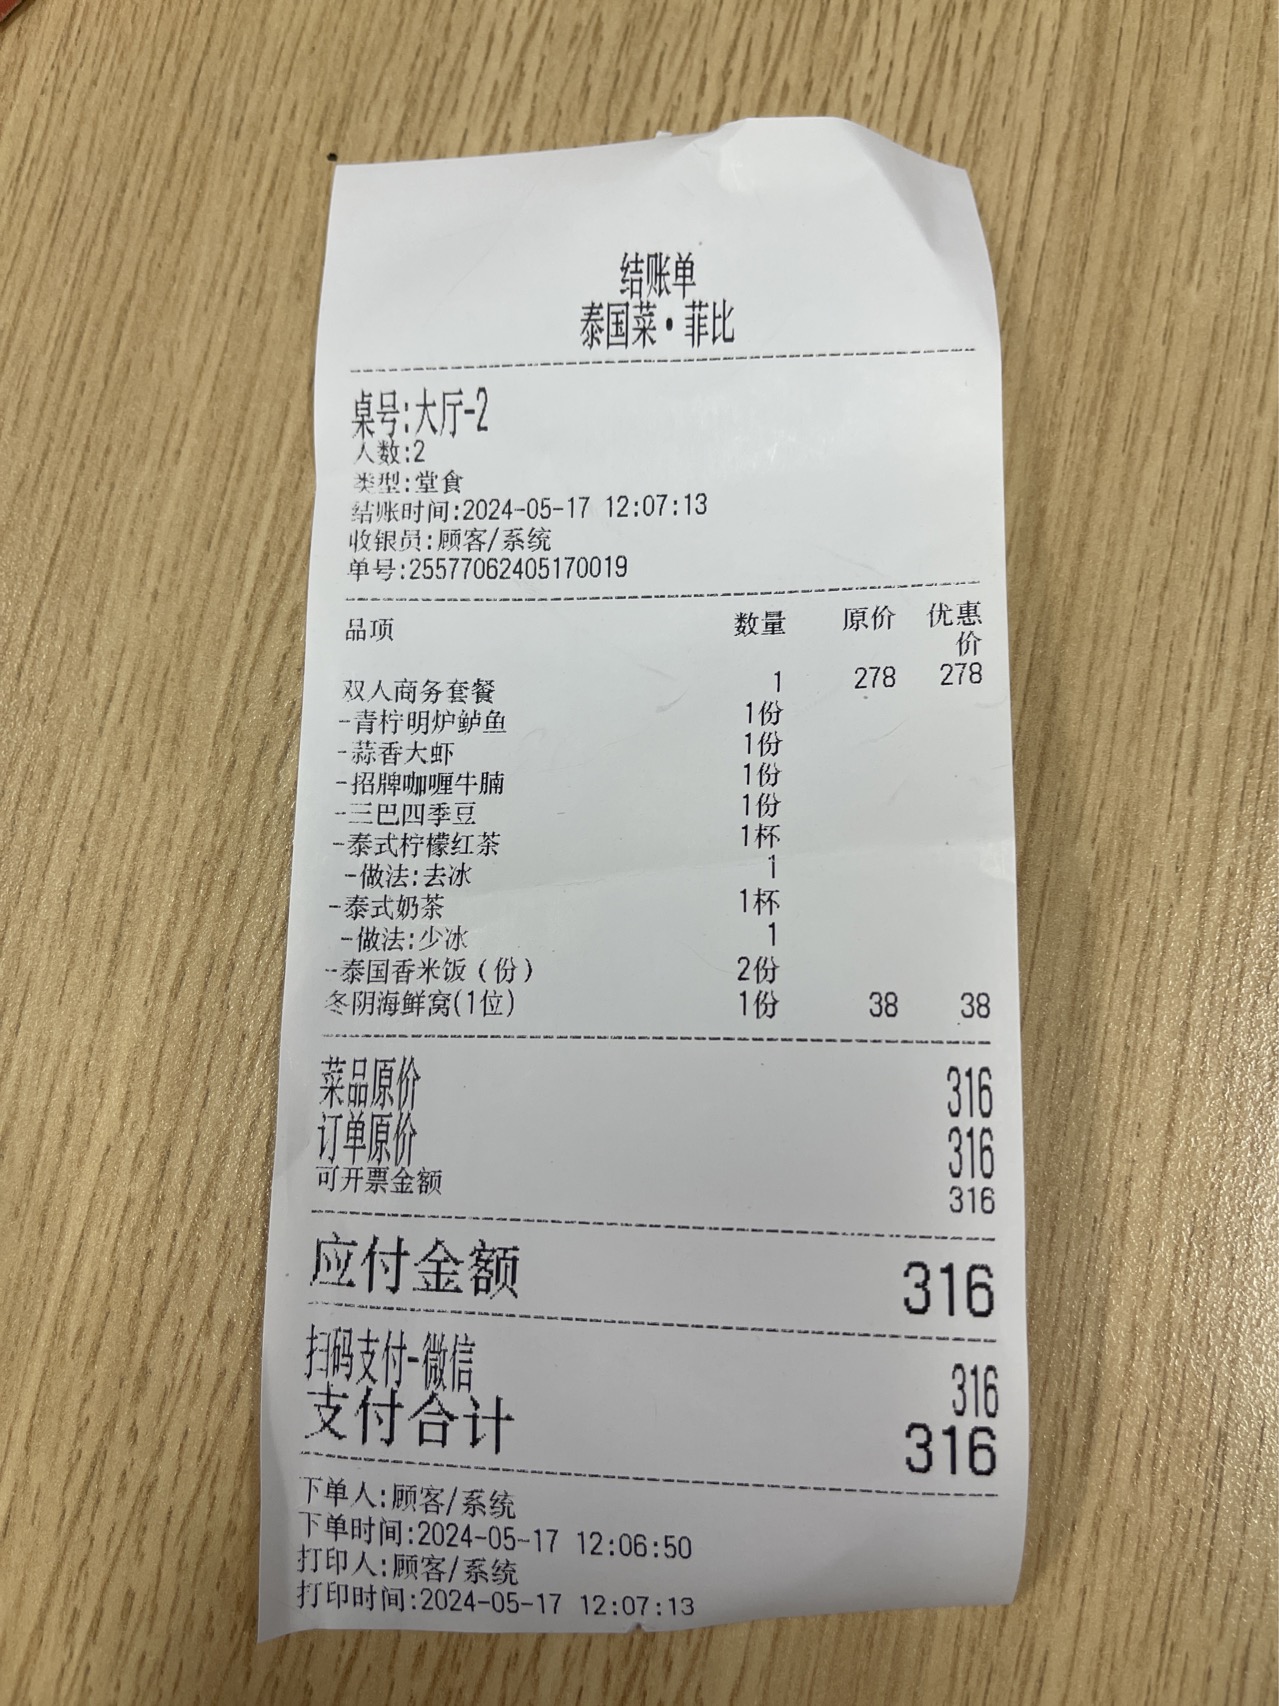 结账单
泰国菜·菲比
桌号:大厅-2
人数:2
类型:堂食
结账时间:2024-05-17 12:07:13
收银员:顾客/系统
单号:25577062405170019
品项 数量 原价 优惠价
双人商务套餐 1 278 278
-青柠明炉鲈鱼 1份
-蒜香大虾 1份
-招牌咖喱牛腩 1份
-三巴四季豆 1份
-泰式柠檬红茶 1杯
-做法:去冰 1
-泰式奶茶 1杯
-做法:少冰 1
-泰国香米饭（份） 2份
冬阴海鲜窝(1位) 1份 38 38
菜品原价 316
订单原价 316
可开票金额 316
应付金额 316
扫码支付-微信 316
支付合计 316
下单人:顾客/系统
下单时间:2024-05-17 12:06:50
打印人:顾客/系统
打印时间:2024-05-17 12:07:13